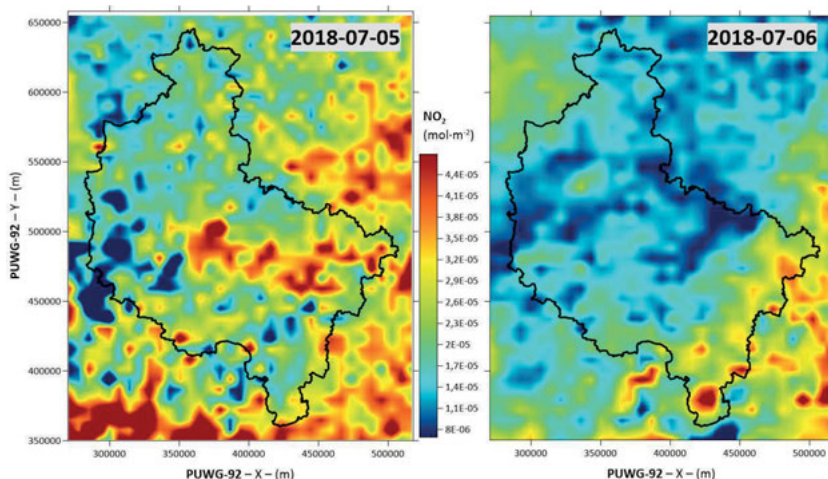 2018-07-05
2018-07-06
650000
600000
550000
500000
450000
400000
350000
PUWG-92 – Y – (m)
300000 350000 400000 450000 500000
PUWG-92 – X – (m)
NO₂
(mol·m⁻²)
4,4E-05
4,1E-05
3,8E-05
3,5E-05
3,2E-05
2,9E-05
2,6E-05
2,3E-05
2E-05
1,7E-05
1,4E-05
1,1E-05
8E-06
300000 350000 400000 450000 500000
PUWG-92 – X – (m)